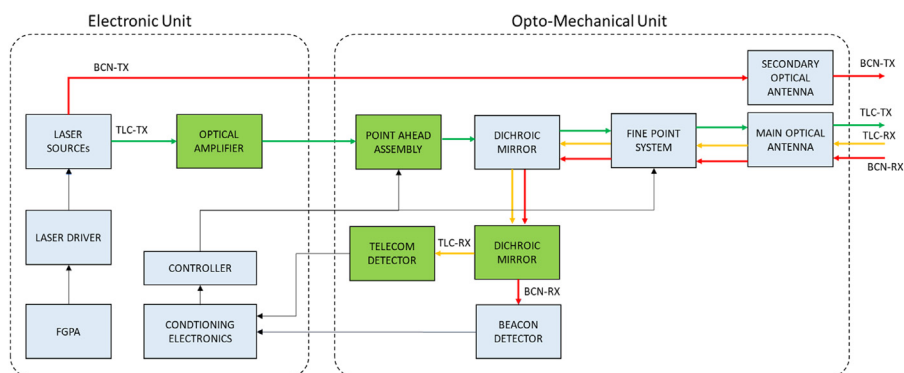 Electronic Unit
Opto-Mechanical Unit
BCN-TX
SECONDARY
OPTICAL
ANTENNA
BCN-TX
LASER
SOURCEs
TLC-TX
OPTICAL
AMPLIFIER
POINT AHEAD
ASSEMBLY
DICHROIC
MIRROR
FINE POINT
SYSTEM
MAIN OPTICAL
ANTENNA
TLC-TX
TLC-RX
BCN-RX
LASER DRIVER
CONTROLLER
TELECOM
DETECTOR
TLC-RX
DICHROIC
MIRROR
BCN-RX
FGPA
CONDTIONING
ELECTRONICS
BEACON
DETECTOR